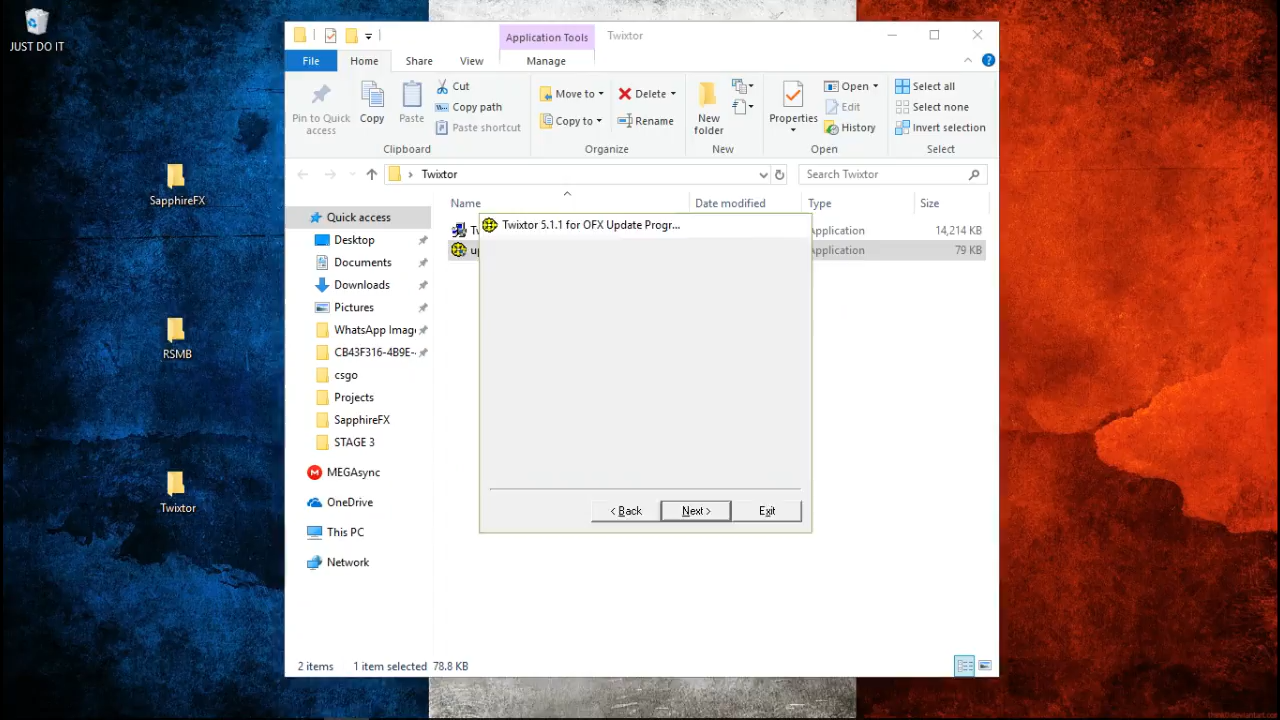 JUST DO IT
SapphireFX
RSMB
Twixtor
Application Tools
Twixtor
File
Home
Share
View
Manage
Pin to Quick access
Copy
Paste
Cut
Copy path
Paste shortcut
Clipboard
Move to
Copy to
Delete
Rename
Organize
New folder
New
Properties
Open
Edit
History
Open
Select all
Select none
Invert selection
Select
Twixtor
Search Twixtor
Name
Date modified
Type
Size
Quick access
Desktop
Documents
Downloads
Pictures
WhatsApp Imag
CB43F316-4B9E-
csgo
Projects
SapphireFX
STAGE 3
MEGAsync
OneDrive
This PC
Network
Application
14,214 KB
Application
79 KB
Twixtor 5.1.1 for OFX Update Progr...
< Back
Next >
Exit
2 items
1 item selected
78.8 KB